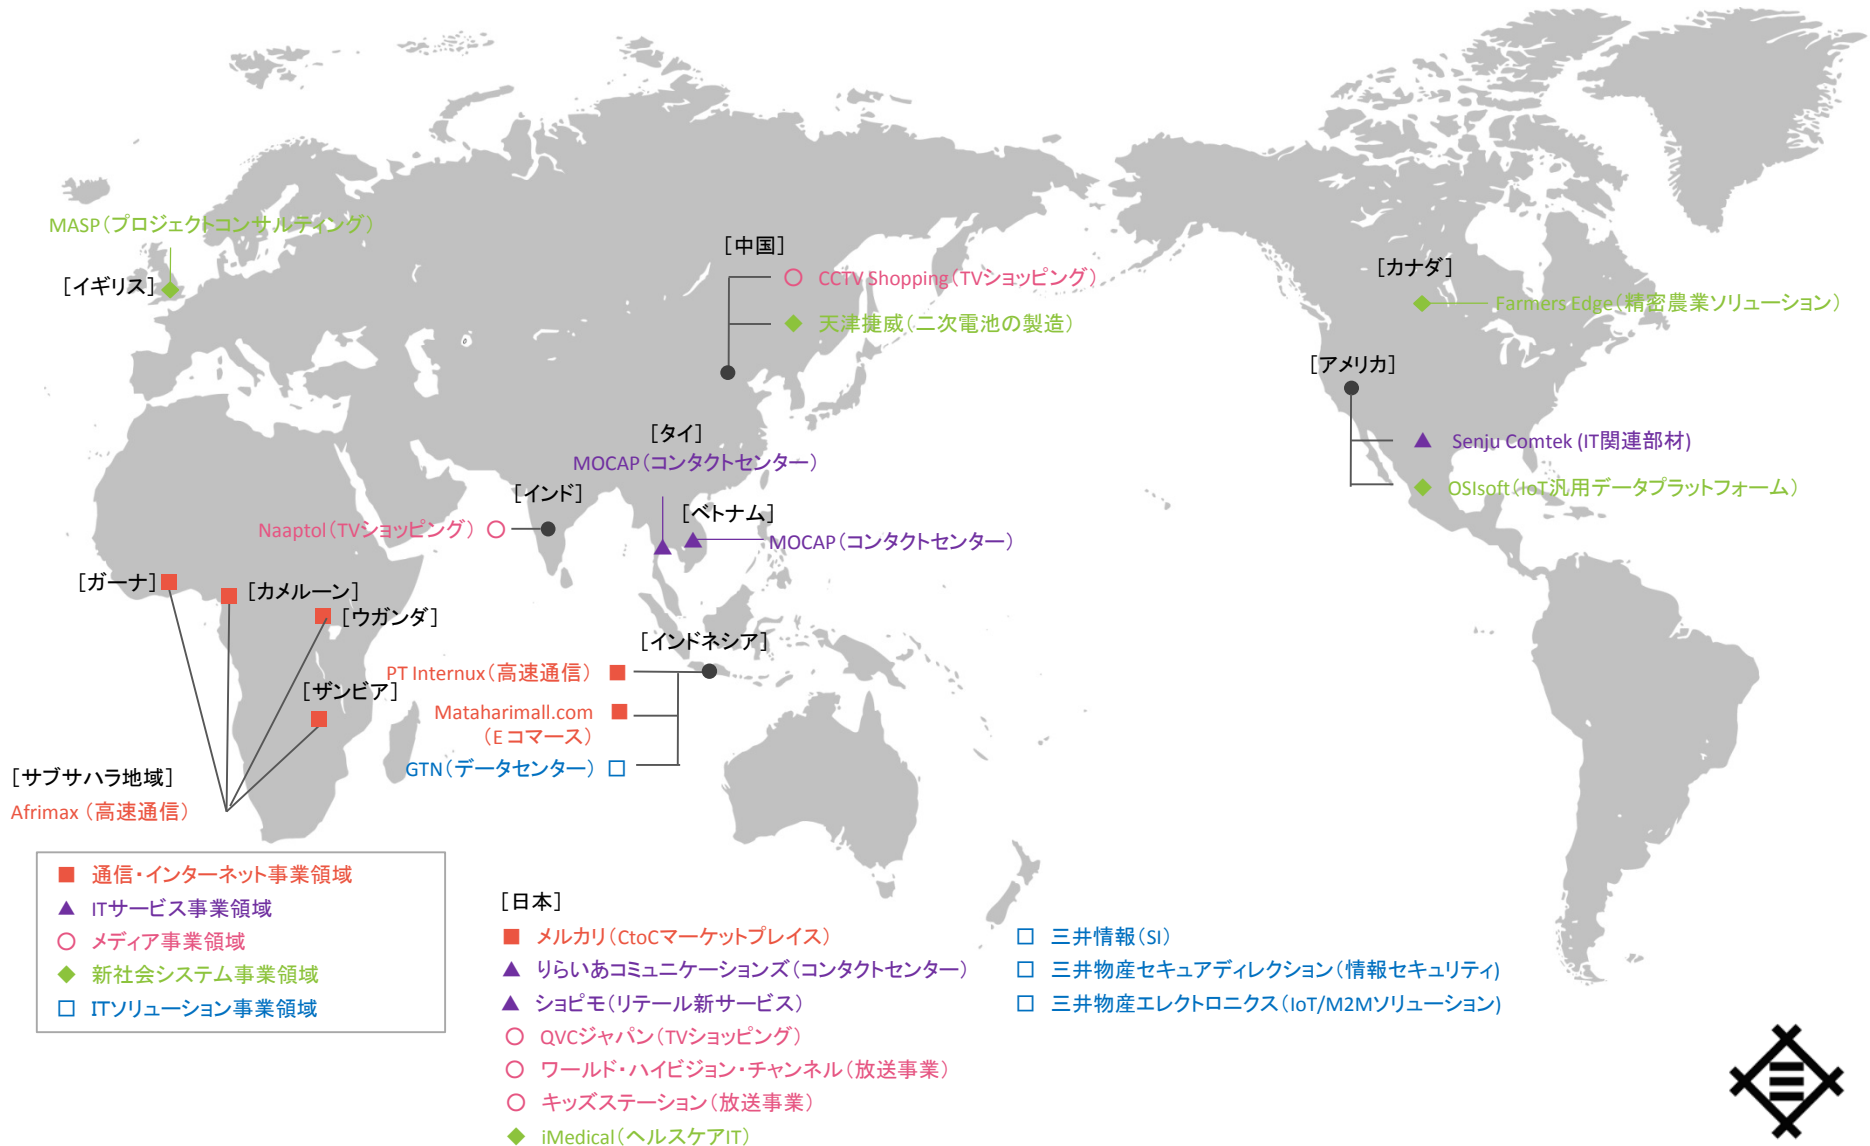 MASP(プロジェクトコンサルティング)
[イギリス]
[中国]
CCTV Shopping(TVショッピング)
天津捷威(二次電池の製造)
[カナダ]
Farmers Edge(精密農業ソリューション)
[アメリカ]
Senju Comtek (IT関連部材)
OSIsoft(IoT汎用データプラットフォーム)
[タイ]
MOCAP(コンタクトセンター)
[インド]
Naaptol(TVショッピング)
[ベトナム]
MOCAP(コンタクトセンター)
[ガーナ]
[カメルーン]
[ウガンダ]
[ザンビア]
[インドネシア]
PT Internux(高速通信)
Mataharimall.com
(E コマース)
GTN(データセンター)
[サブサハラ地域]
Afrimax (高速通信)
通信・インターネット事業領域
ITサービス事業領域
メディア事業領域
新社会システム事業領域
ITソリューション事業領域
[日本]
メルカリ(CtoCマーケットプレイス)
りらいあコミュニケーションズ(コンタクトセンター)
ショピモ(リテール新サービス)
QVCジャパン(TVショッピング)
ワールド・ハイビジョン・チャンネル(放送事業)
キッズステーション(放送事業)
iMedical(ヘルスケアIT)
三井情報(SI)
三井物産セキュアディレクション(情報セキュリティ)
三井物産エレクトロニクス(IoT/M2Mソリューション)